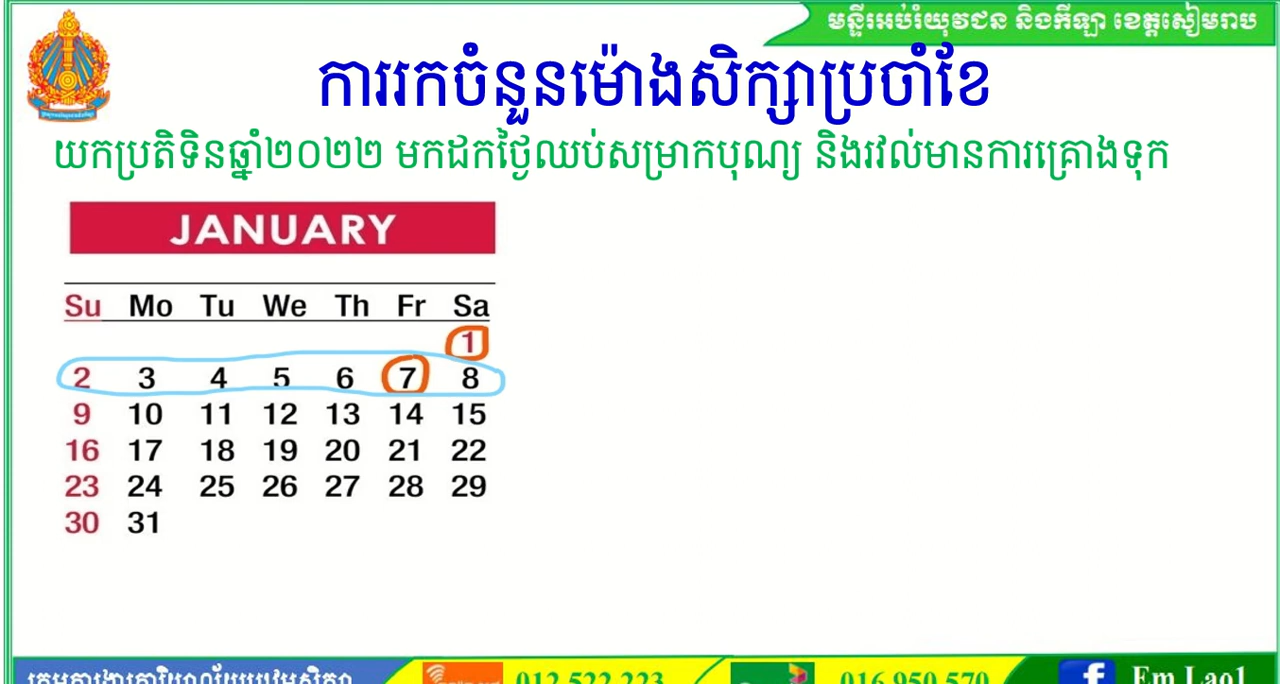 មន្ទីរអប់រំយុវជន និងកីឡា ខេត្តសៀមរាប
ការរកចំនួនម៉ោងសិក្សាប្រចាំខែ
យកប្រតិទិនឆ្នាំ២០២២ មកដកថ្ងៃឈប់សម្រាកបុណ្យ និងរវល់មានការគ្រោងទុក
JANUARY
Su Mo Tu We Th Fr Sa
1
2 3 4 5 6 7 8
9 10 11 12 13 14 15
16 17 18 19 20 21 22
23 24 25 26 27 28 29
30 31
012 522 223
016 950 570
Em Lao1